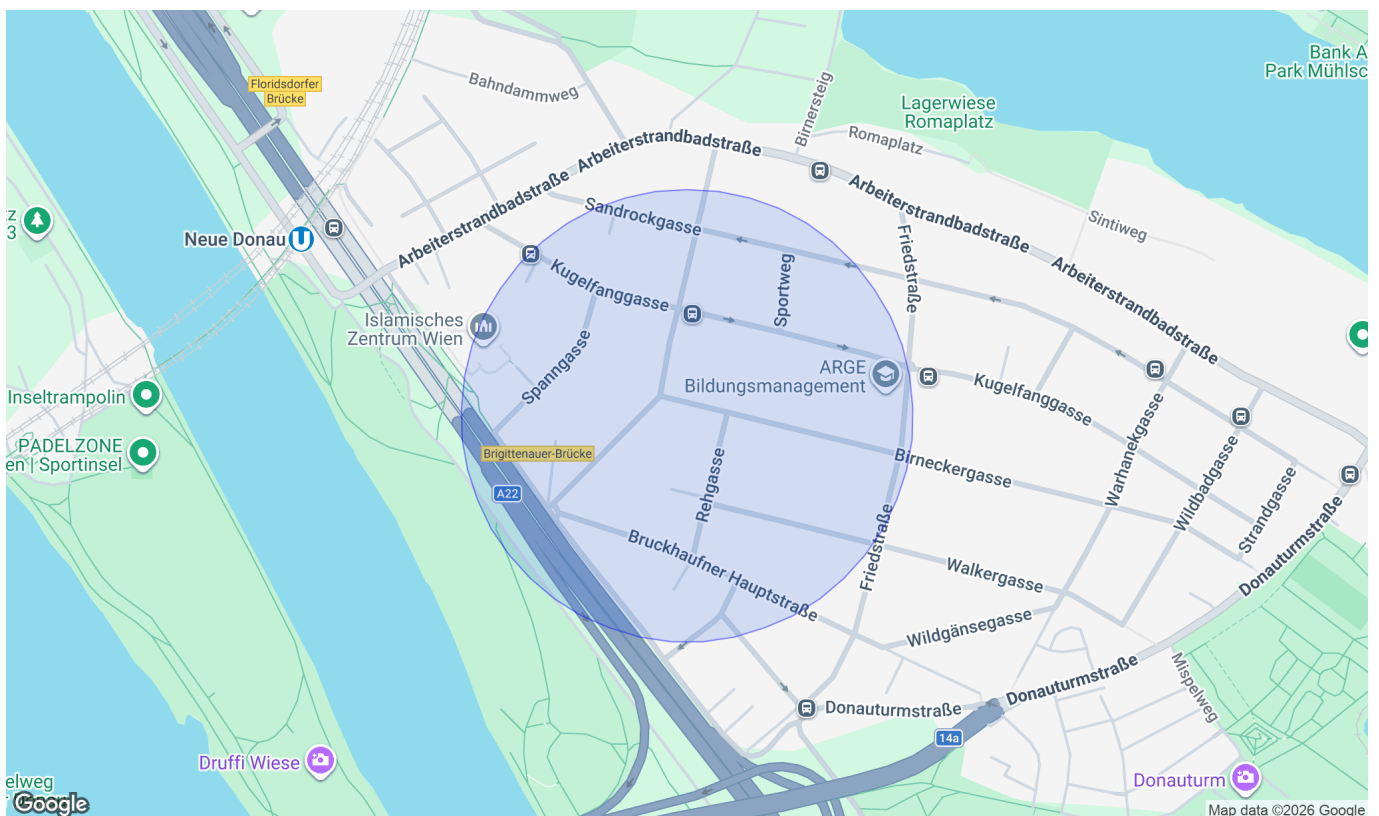 Floridsdorfer
Brücke
Bahndammweg
Birnersteig
Lagerwiese
Romaplatz
Bank A
Park Mühlsc
Romaplatz
Arbeiterstrandbadstraße
Arbeiterstrandbadstraße
Arbeiterstrandbadstraße
Arbeiterstrandbadstraße
Sintiweg
z
3
Neue Donau
U
Sandrockgasse
Friedstraße
Sportweg
Kugelfanggasse
Islamisches
Zentrum Wien
Spanngasse
ARGE
Bildungsmanagement
Kugelfanggasse
Inseltrampolin
PADELZONE
en | Sportinsel
Brigittenauer-Brücke
A22
Rehgasse
Birneckergasse
Warhanekgasse
Wildbadgasse
Strandgasse
Bruckhaufner Hauptstraße
Friedstraße
Walkergasse
Wildgänsegasse
Donauturmstraße
Donauturmstraße
Donauturmstraße
Mispelweg
14a
Druffi Wiese
Donauturm
elweg
Google
Map data ©2026 Google